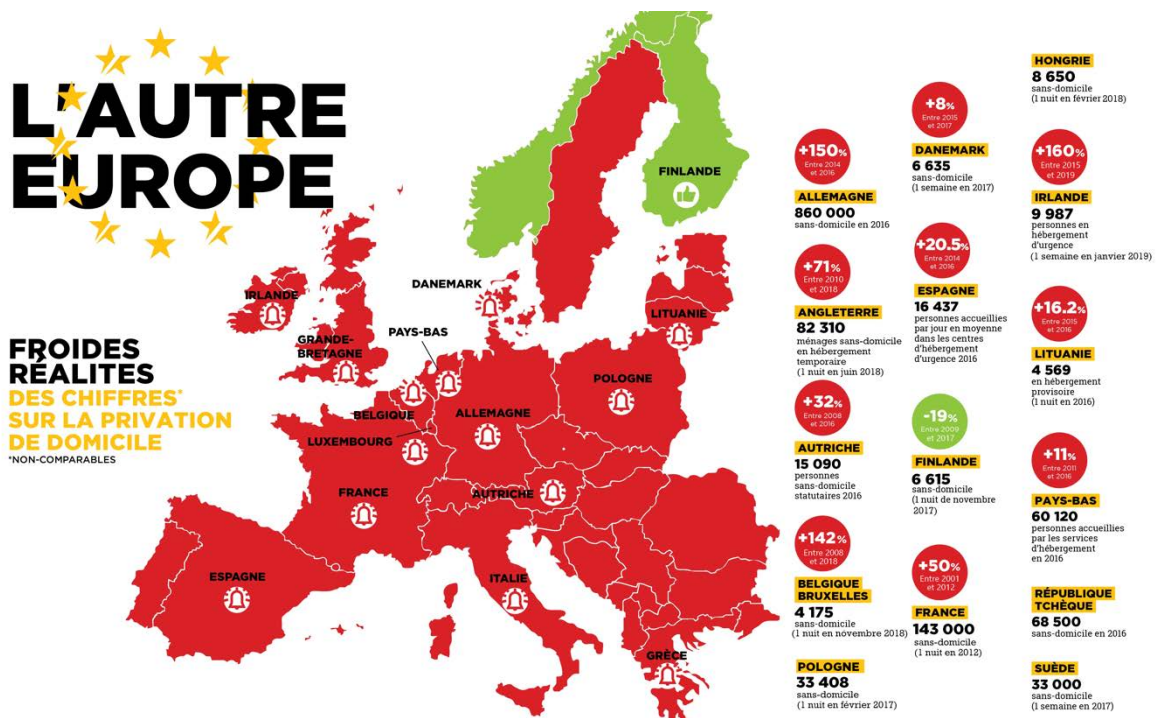 L'AUTRE
EUROPE
FROIDES
RÉALITES
DES CHIFFRES*
SUR LA PRIVATION
DE DOMICILE
*NON-COMPARABLES
FINLANDE
DANEMARK
IRLANDE
LITUANIE
PAYS-BAS
GRANDE-
BRETAGNE
POLOGNE
BELGIQUE
ALLEMAGNE
LUXEMBOURG
FRANCE
AUTRICHE
ESPAGNE
ITALIE
GRÈCE
+150%
Entre 2014
et 2016
ALLEMAGNE
860 000
sans-domicile en 2016
+71%
Entre 2010
et 2018
ANGLETERRE
82 310
ménages sans-domicile
en hébergement
temporaire
(1 nuit en juin 2018)
+32%
Entre 2008
et 2016
AUTRICHE
15 090
personnes
sans-domicile
statutaires 2016
+142%
Entre 2008
et 2018
BELGIQUE
BRUXELLES
4 175
sans-domicile
(1 nuit en novembre 2018)
POLOGNE
33 408
sans-domicile
(1 nuit en février 2017)
+8%
Entre 2015
et 2017
DANEMARK
6 635
sans-domicile
(1 semaine en 2017)
+20.5%
Entre 2014
et 2016
ESPAGNE
16 437
personnes accueillies
par jour en moyenne
dans les centres
d'hébergement
d'urgence 2016
-19%
Entre 2009
et 2017
FINLANDE
6 615
sans-domicile
(1 nuit de novembre
2017)
+50%
Entre 2001
et 2012
FRANCE
143 000
sans-domicile
(1 nuit en 2012)
HONGRIE
8 650
sans-domicile
(1 nuit en février 2018)
+160%
Entre 2015
et 2019
IRLANDE
9 987
personnes en
hébergement
d'urgence
(1 semaine en janvier 2019)
+16.2%
Entre 2015
et 2016
LITUANIE
4 569
en hébergement
provisoire
(1 nuit en 2016)
+11%
Entre 2011
et 2016
PAYS-BAS
60 120
personnes accueillies
par les services
d'hébergement
en 2016
RÉPUBLIQUE
TCHÈQUE
68 500
sans-domicile en 2016
SUÈDE
33 000
sans-domicile
(1 semaine en 2017)